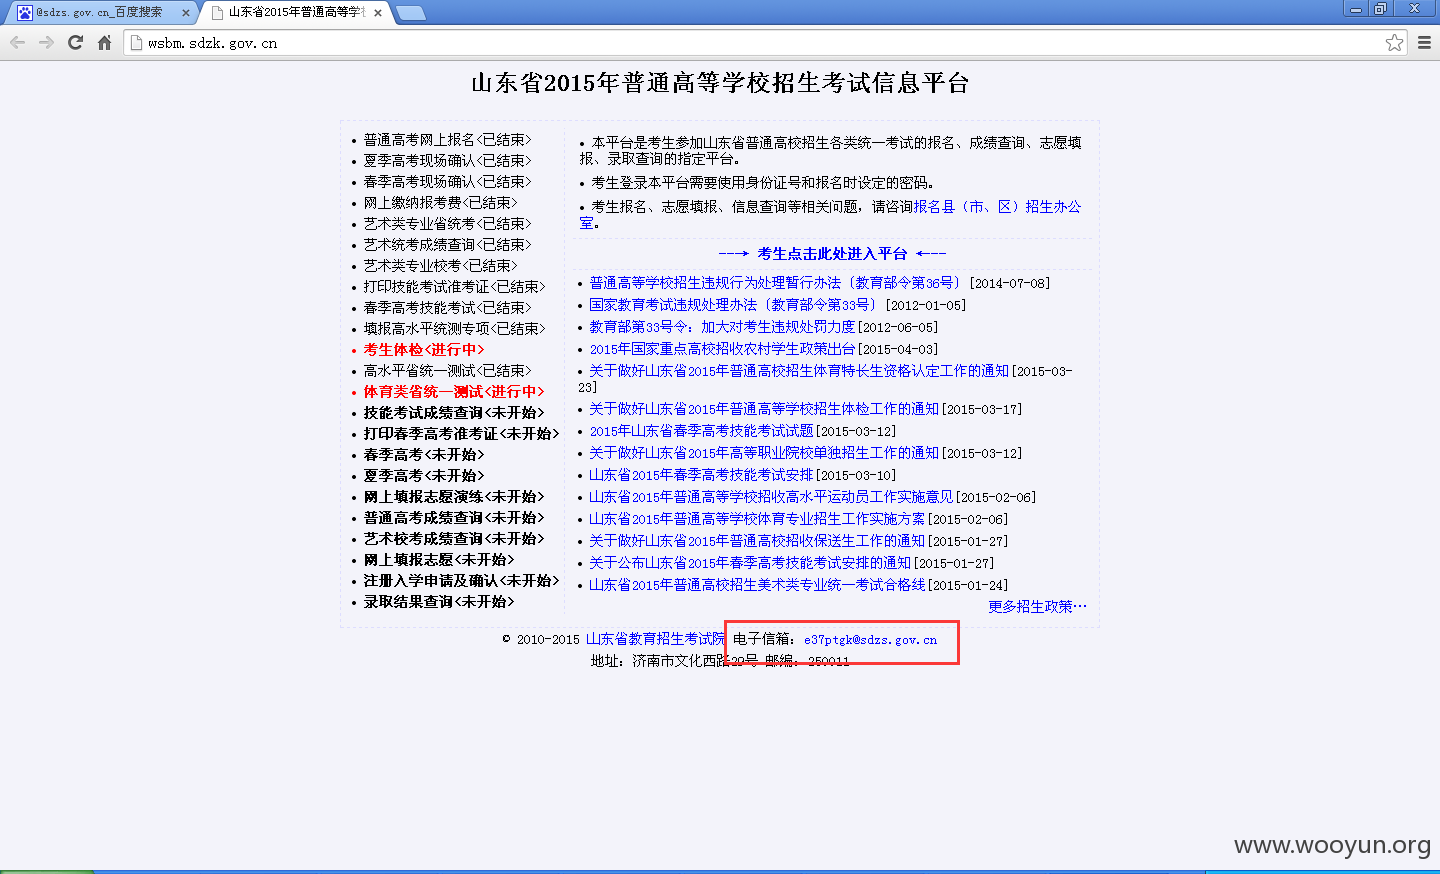 @sdzs.gov.cn_百度搜索
山东省2015年普通高等学
wsbm.sdzk.gov.cn
山东省2015年普通高等学校招生考试信息平台
• 普通高考网上报名<已结束>
• 夏季高考现场确认<已结束>
• 春季高考现场确认<已结束>
• 网上缴纳报考费<已结束>
• 艺术类专业省统考<已结束>
• 艺术统考成绩查询<已结束>
• 艺术类专业校考<已结束>
• 打印技能考试准考证<已结束>
• 春季高考技能考试<已结束>
• 填报高水平统测专项<已结束>
• 考生体检<进行中>
• 高水平省统一测试<已结束>
• 体育类省统一测试<进行中>
• 技能考试成绩查询<未开始>
• 打印春季高考准考证<未开始>
• 春季高考<未开始>
• 夏季高考<未开始>
• 网上填报志愿演练<未开始>
• 普通高考成绩查询<未开始>
• 艺术校考成绩查询<未开始>
• 网上填报志愿<未开始>
• 注册入学申请及确认<未开始>
• 录取结果查询<未开始>
• 本平台是考生参加山东省普通高校招生各类统一考试的报名、成绩查询、志愿填
报、录取查询的指定平台。
• 考生登录本平台需要使用身份证号和报名时设定的密码。
• 考生报名、志愿填报、信息查询等相关问题，请咨询报名县（市、区）招生办公
室。
---→ 考生点击此处进入平台 ←---
• 普通高等学校招生违规行为处理暂行办法〔教育部令第36号〕[2014-07-08]
• 国家教育考试违规处理办法〔教育部令第33号〕[2012-01-05]
• 教育部第33号令：加大对考生违规处罚力度[2012-06-05]
• 2015年国家重点高校招收农村学生政策出台[2015-04-03]
• 关于做好山东省2015年普通高校招生体育特长生资格认定工作的通知[2015-03-
23]
• 关于做好山东省2015年普通高等学校招生体检工作的通知[2015-03-17]
• 2015年山东省春季高考技能考试试题[2015-03-12]
• 关于做好山东省2015年高等职业院校单独招生工作的通知[2015-03-12]
• 山东省2015年春季高考技能考试安排[2015-03-10]
• 山东省2015年普通高等学校招收高水平运动员工作实施意见[2015-02-06]
• 山东省2015年普通高等学校体育专业招生工作实施方案[2015-02-06]
• 关于做好山东省2015年普通高校招收保送生工作的通知[2015-01-27]
• 关于公布山东省2015年春季高考技能考试安排的通知[2015-01-27]
• 山东省2015年普通高校招生美术类专业统一考试合格线[2015-01-24]
更多招生政策…
© 2010-2015 山东省教育招生考试院 电子信箱：e37ptgk@sdzs.gov.cn
地址：济南市文化西路29号 邮编：250011
www.wooyun.org